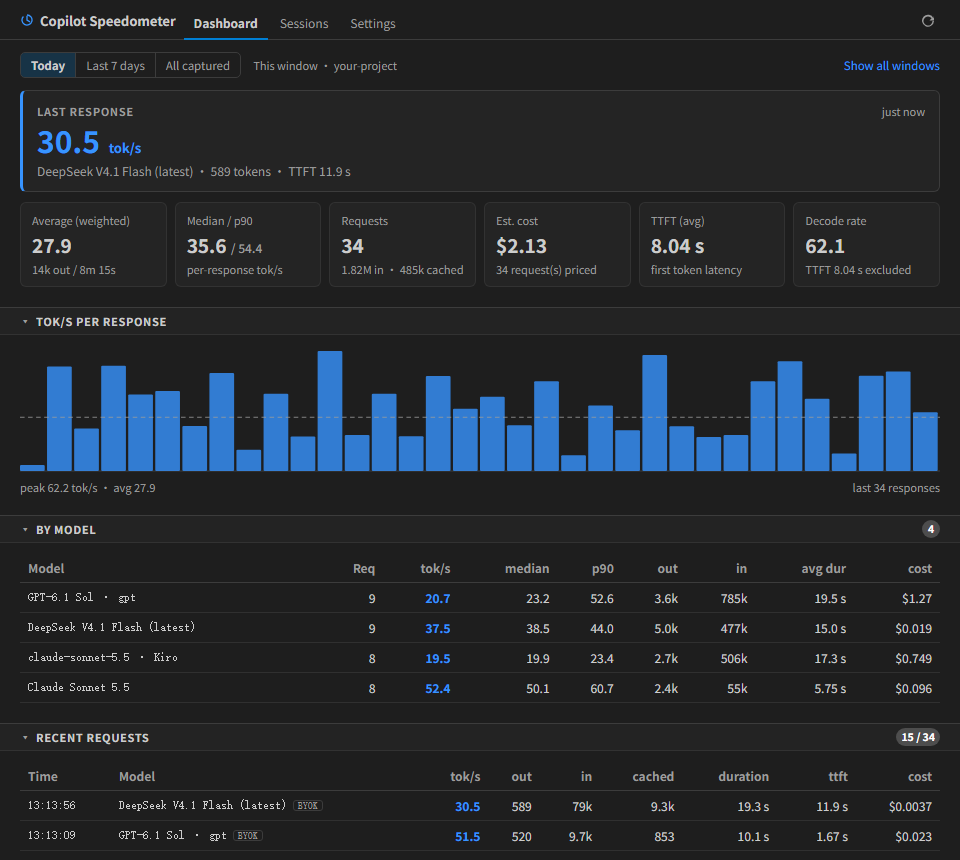 Copilot Speedometer Dashboard Sessions Settings
Today Last 7 days All captured This window • your-project Show all windows
LAST RESPONSE just now
30.5 tok/s
DeepSeek V4.1 Flash (latest) • 589 tokens • TTFT 11.9 s
Average (weighted) Median / p90 Requests Est. cost TTFT (avg) Decode rate
27.9 35.6 / 54.4 34 $2.13 8.04 s 62.1
14k out / 8m 15s per-response tok/s 1.82M in • 485k cached 34 request(s) priced first token latency TTFT 8.04 s excluded
TOK/S PER RESPONSE
peak 62.2 tok/s • avg 27.9 last 34 responses
BY MODEL 4
Model Req tok/s median p90 out in avg dur cost
GPT-6.1 Sol · gpt 9 20.7 23.2 52.6 3.6k 785k 19.5 s $1.27
DeepSeek V4.1 Flash (latest) 9 37.5 38.5 44.0 5.0k 477k 15.0 s $0.019
claude-sonnet-5.5 · Kiro 8 19.5 19.9 23.4 2.7k 506k 17.3 s $0.749
Claude Sonnet 5.5 8 52.4 50.1 60.7 2.4k 55k 5.75 s $0.096
RECENT REQUESTS 15 / 34
Time Model tok/s out in cached duration ttft cost
13:13:56 DeepSeek V4.1 Flash (latest) BYOK 30.5 589 79k 9.3k 19.3 s 11.9 s $0.0037
13:13:09 GPT-6.1 Sol · gpt BYOK 51.5 520 9.7k 853 10.1 s 1.67 s $0.023